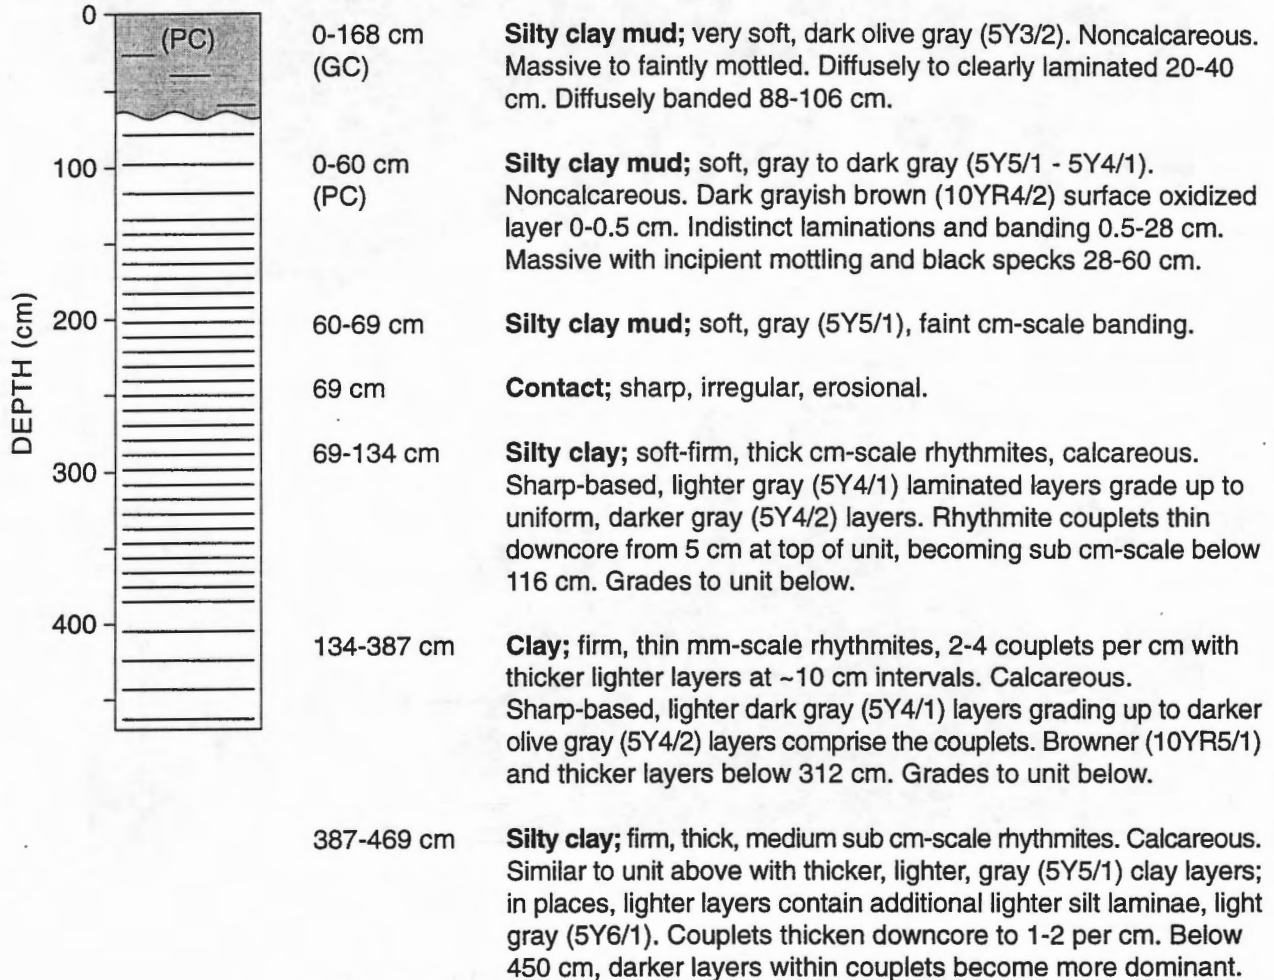 0
(PC)
100
200
300
400
DEPTH (cm)
0-168 cm
(GC)
Silty clay mud; very soft, dark olive gray (5Y3/2). Noncalcareous.
Massive to faintly mottled. Diffusely to clearly laminated 20-40
cm. Diffusely banded 88-106 cm.
0-60 cm
(PC)
Silty clay mud; soft, gray to dark gray (5Y5/1 - 5Y4/1).
Noncalcareous. Dark grayish brown (10YR4/2) surface oxidized
layer 0-0.5 cm. Indistinct laminations and banding 0.5-28 cm.
Massive with incipient mottling and black specks 28-60 cm.
60-69 cm
Silty clay mud; soft, gray (5Y5/1), faint cm-scale banding.
69 cm
Contact; sharp, irregular, erosional.
69-134 cm
Silty clay; soft-firm, thick cm-scale rhythmites, calcareous.
Sharp-based, lighter gray (5Y4/1) laminated layers grade up to
uniform, darker gray (5Y4/2) layers. Rhythmite couplets thin
downcore from 5 cm at top of unit, becoming sub cm-scale below
116 cm. Grades to unit below.
134-387 cm
Clay; firm, thin mm-scale rhythmites, 2-4 couplets per cm with
thicker lighter layers at ~10 cm intervals. Calcareous.
Sharp-based, lighter dark gray (5Y4/1) layers grading up to darker
olive gray (5Y4/2) layers comprise the couplets. Browner (10YR5/1)
and thicker layers below 312 cm. Grades to unit below.
387-469 cm
Silty clay; firm, thick, medium sub cm-scale rhythmites. Calcareous.
Similar to unit above with thicker, lighter, gray (5Y5/1) clay layers;
in places, lighter layers contain additional lighter silt laminae, light
gray (5Y6/1). Couplets thicken downcore to 1-2 per cm. Below
450 cm, darker layers within couplets become more dominant.